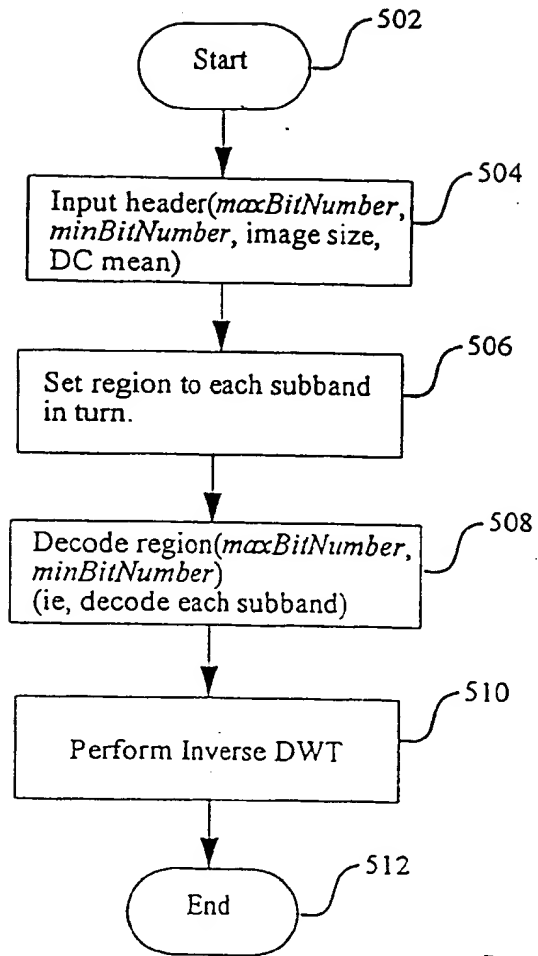 502
Start
504
Input header(maxBitNumber,
minBitNumber, image size,
DC mean)
506
Set region to each subband
in turn.
508
Decode region(maxBitNumber,
minBitNumber)
(ie, decode each subband)
510
Perform Inverse DWT
512
End